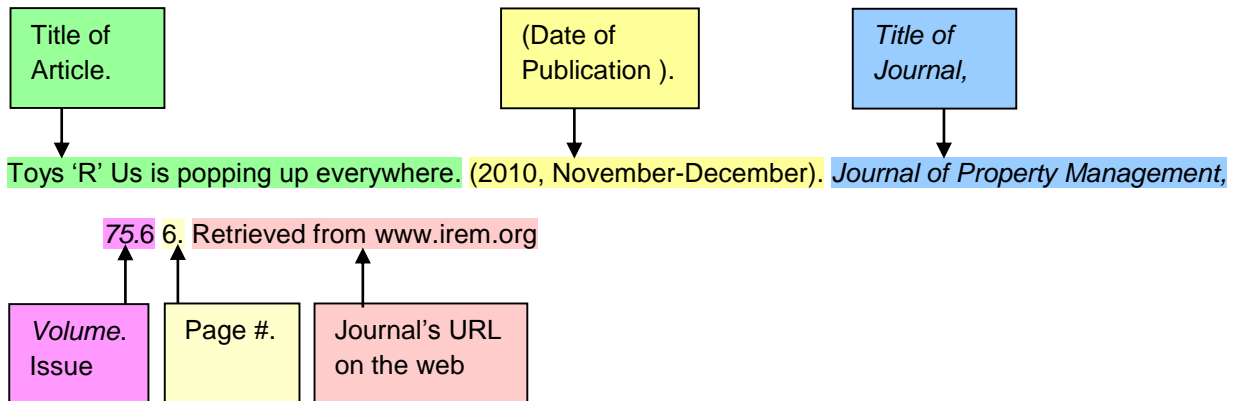 Title of
Article.
(Date of
Publication ).
Title of
Journal,
Toys ‘R’ Us is popping up everywhere. (2010, November-December). Journal of Property Management,
75.6 6. Retrieved from www.irem.org
Volume.
Issue
Page #.
Journal’s URL
on the web